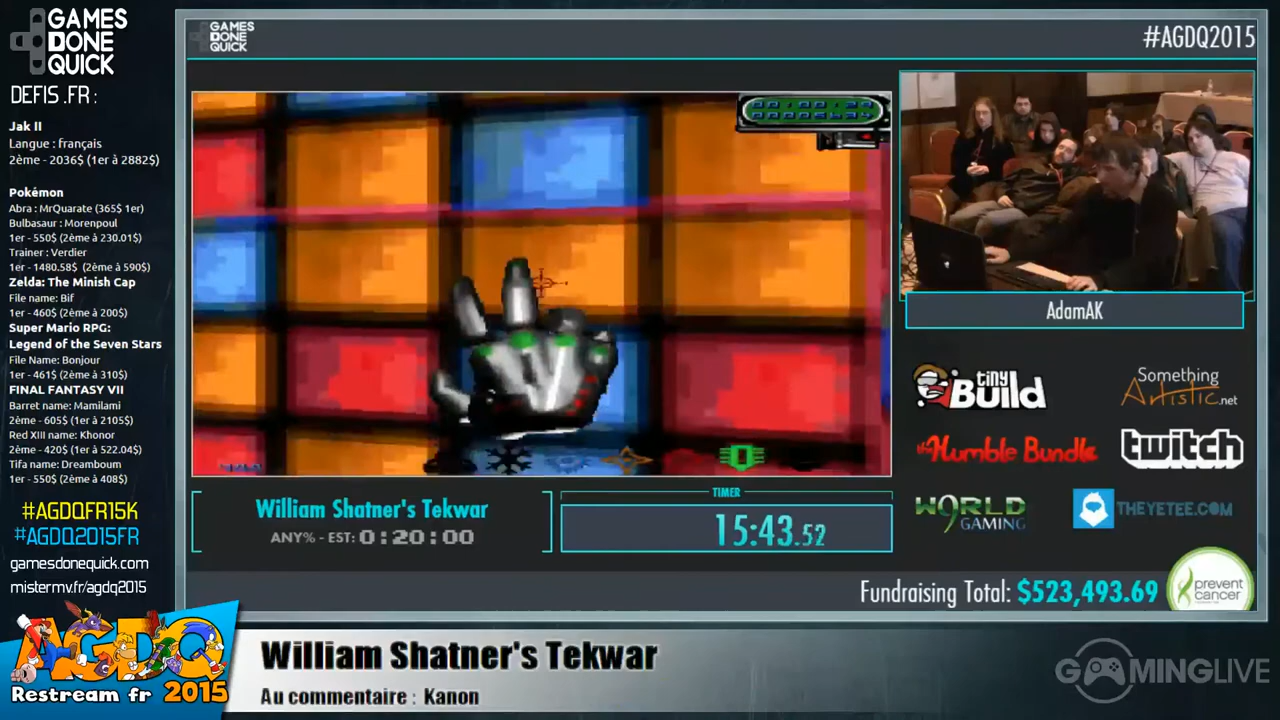 GAMES
DONE
QUICK
DEFIS .FR :
Jak II
Langue : français
2ème - 2036$ (1er à 2882$)
Pokémon
Abra : MrQuarate (365$ 1er)
Bulbasaur : Morenpoul
1er - 550$ (2ème à 230.01$)
Trainer : Verdier
1er - 1480.58$ (2ème à 590$)
Zelda: The Minish Cap
File name: Bif
1er - 460$ (2ème à 200$)
Super Mario RPG:
Legend of the Seven Stars
File Name: Bonjour
1er - 461$ (2ème à 310$)
FINAL FANTASY VII
Barret name: Mamilami
2ème - 605$ (1er à 2105$)
Red XIII name: Khonor
2ème - 420$ (1er à 522.04$)
Tifa name: Dreamboum
1er - 550$ (2ème à 408$)
#AGDQFR15K
#AGDQ2015FR
gamesdonequick.com
mistermv.fr/agdq2015
AGDQ
Restream fr 2015
GAMES
DONE
QUICK
#AGDQ2015
AdamAK
tiny
Build
Something
Artistic.net
the Humble Bundle
twitch
WORLD
GAMING
THEYETEE.COM
William Shatner's Tekwar
ANY% - EST: 0:20:00
TIMER
15:43.52
Fundraising Total: $523,493.69
prevent
cancer
William Shatner's Tekwar
Au commentaire : Kanon
GAMINGLIVE